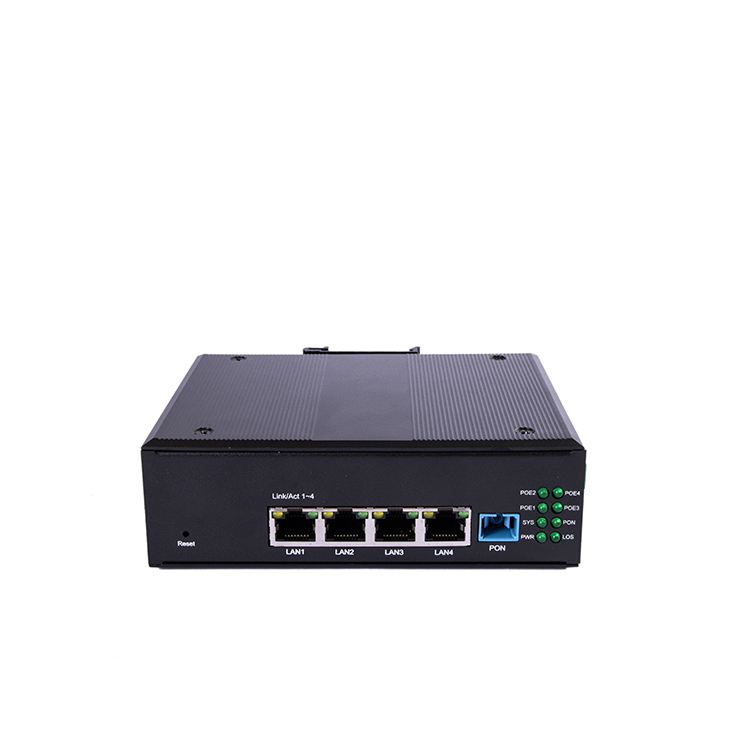 Link/Act 1~4
Reset
LAN1 LAN2 LAN3 LAN4 PON
POE2 POE4
POE1 POE3
SYS PON
PWR LOS